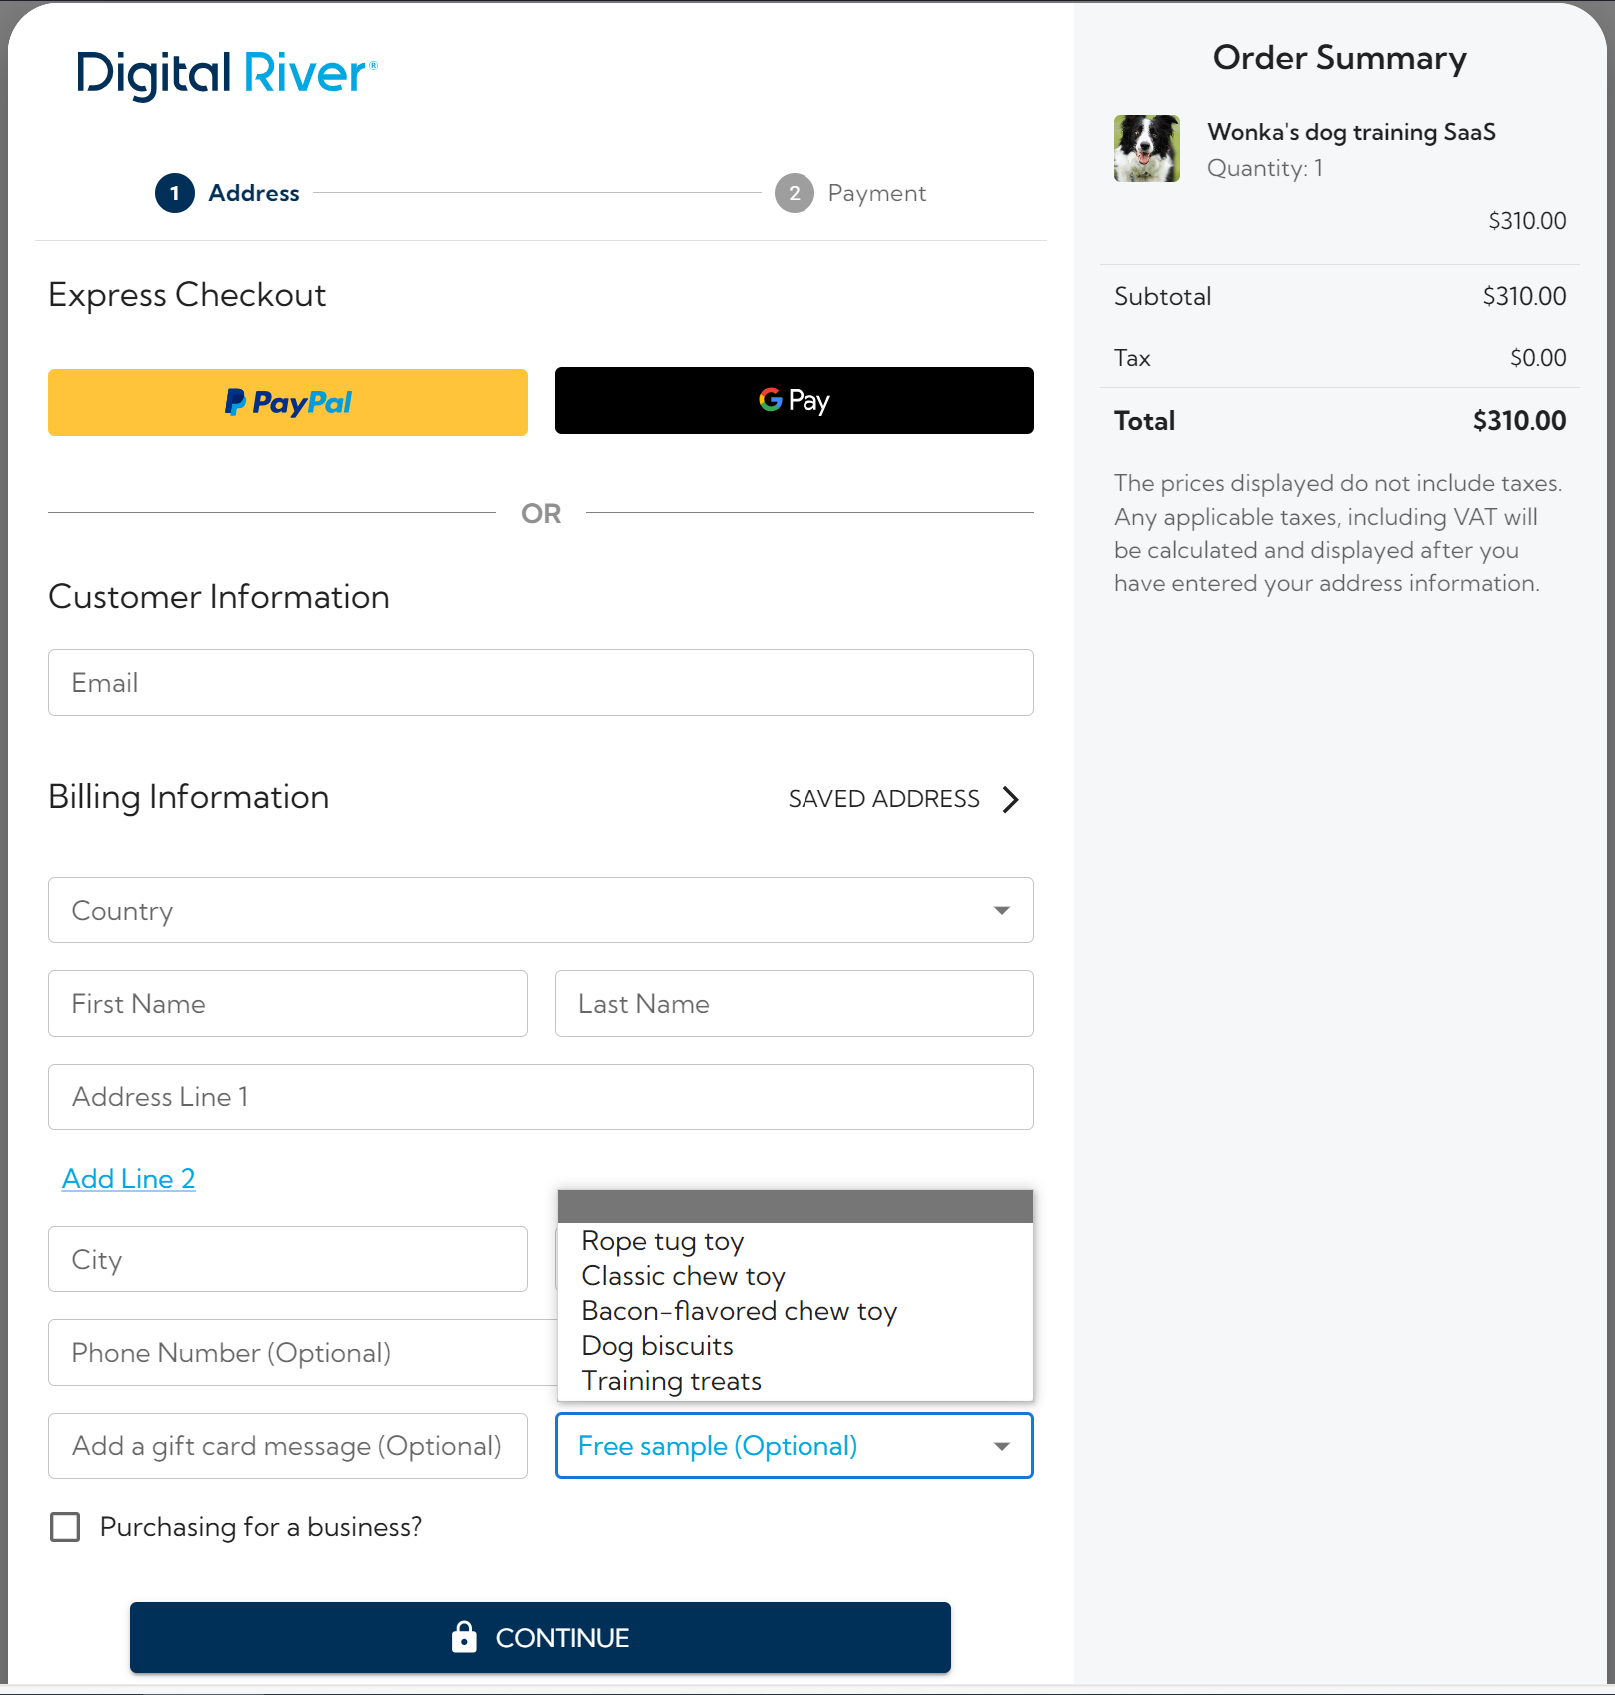 Digital River®
1 Address
2 Payment
Express Checkout
PayPal
G Pay
OR
Customer Information
Email
Billing Information
SAVED ADDRESS
Country
First Name
Last Name
Address Line 1
Add Line 2
City
Rope tug toy
Classic chew toy
Bacon-flavored chew toy
Dog biscuits
Training treats
Phone Number (Optional)
Add a gift card message (Optional)
Free sample (Optional)
Purchasing for a business?
CONTINUE
Order Summary
Wonka's dog training SaaS
Quantity: 1
$310.00
Subtotal $310.00
Tax $0.00
Total $310.00
The prices displayed do not include taxes.
Any applicable taxes, including VAT will
be calculated and displayed after you
have entered your address information.